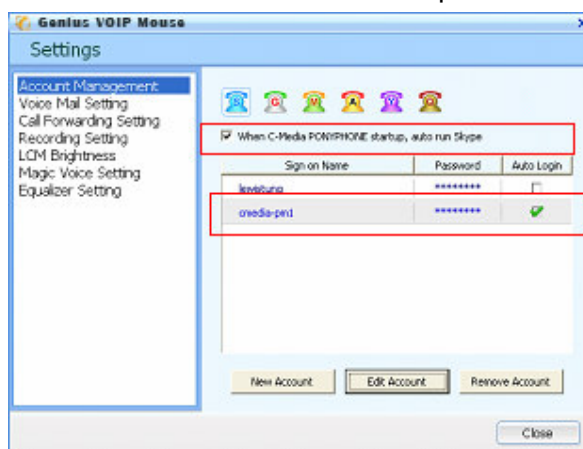 Genius VOIP Mouse
Settings
Account Management
Voice Mail Setting
Call Forwarding Setting
Recording Setting
LCM Brightness
Magic Voice Setting
Equalizer Setting
S G M A Y
When C-Media PONYPHONE startup, auto run Skype
Sign on Name Password Auto Login
lewistung ********
cmedia-pm1 ********
New Account Edit Account Remove Account
Close